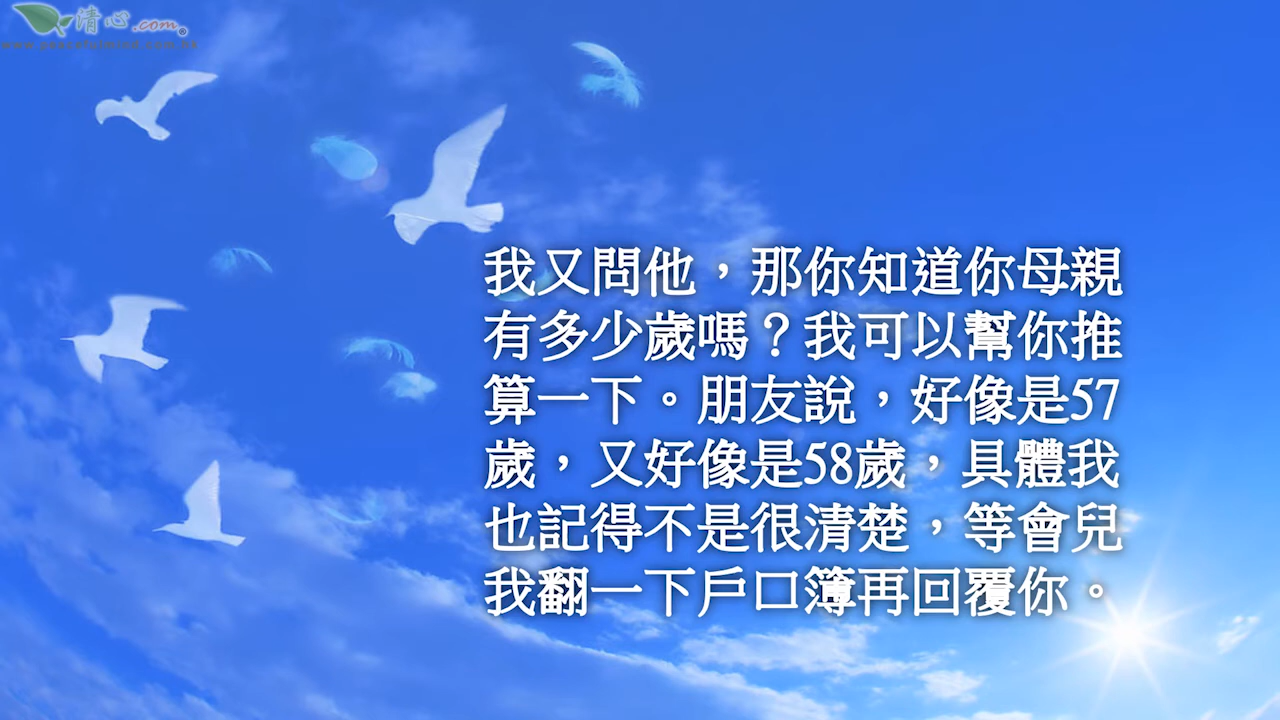 清心.com
我又問他，那你知道你母親
有多少歲嗎？我可以幫你推
算一下。朋友說，好像是57
歲，又好像是58歲，具體我
也記得不是很清楚，等會兒
我翻一下戶口簿再回覆你。